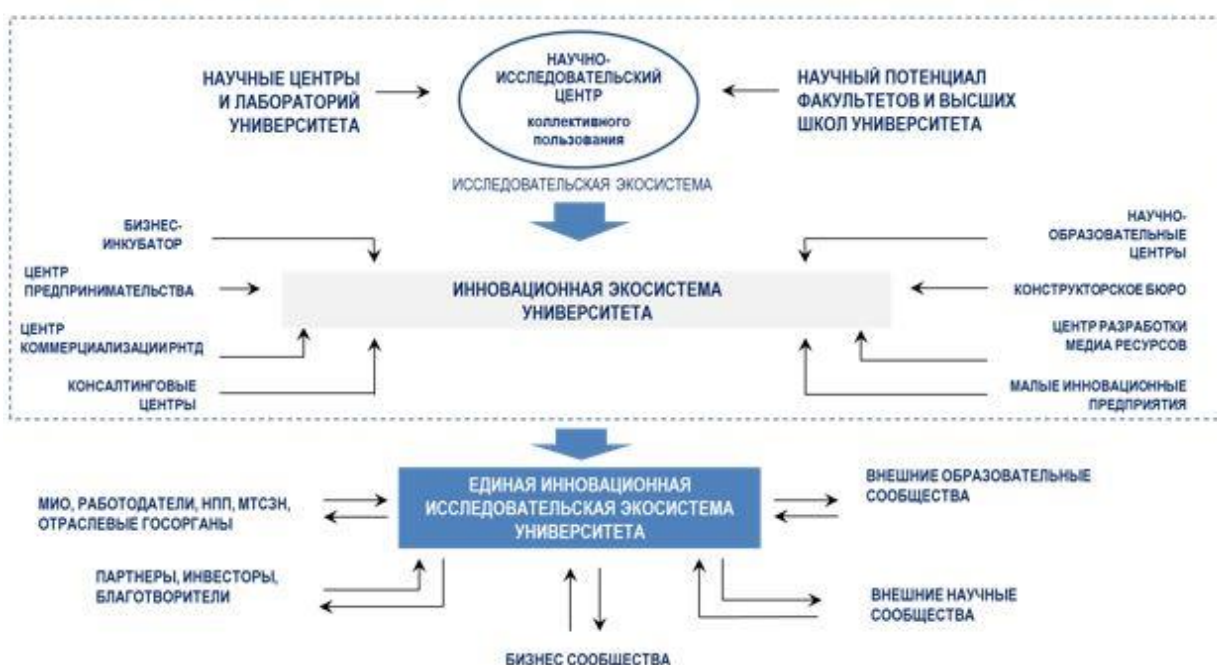 НАУЧНЫЕ ЦЕНТРЫ
И ЛАБОРАТОРИЙ
УНИВЕРСИТЕТА
НАУЧНО-
ИССЛЕДОВАТЕЛЬСКИЙ
ЦЕНТР
коллективного
пользования
НАУЧНЫЙ ПОТЕНЦИАЛ
ФАКУЛЬТЕТОВ И ВЫСШИХ
ШКОЛ УНИВЕРСИТЕТА
ИССЛЕДОВАТЕЛЬСКАЯ ЭКОСИСТЕМА
БИЗНЕС-
ИНКУБАТОР
ЦЕНТР
ПРЕДПРИНИМАТЕЛЬСТВА
ЦЕНТР
КОММЕРЦИАЛИЗАЦИИ РНТД
КОНСАЛТИНГОВЫЕ
ЦЕНТРЫ
ИННОВАЦИОННАЯ ЭКОСИСТЕМА
УНИВЕРСИТЕТА
НАУЧНО-
ОБРАЗОВАТЕЛЬНЫЕ
ЦЕНТРЫ
КОНСТРУКТОРСКОЕ БЮРО
ЦЕНТР РАЗРАБОТКИ
МЕДИА РЕСУРСОВ
МАЛЫЕ ИННОВАЦИОННЫЕ
ПРЕДПРИЯТИЯ
МИО, РАБОТОДАТЕЛИ, НПП, МТСЗН,
ОТРАСЛЕВЫЕ ГОСОРГАНЫ
ПАРТНЕРЫ, ИНВЕСТОРЫ,
БЛАГОТВОРИТЕЛИ
ЕДИНАЯ ИННОВАЦИОННАЯ
ИССЛЕДОВАТЕЛЬСКАЯ ЭКОСИСТЕМА
УНИВЕРСИТЕТА
ВНЕШНИЕ ОБРАЗОВАТЕЛЬНЫЕ
СООБЩЕСТВА
ВНЕШНИЕ НАУЧНЫЕ
СООБЩЕСТВА
БИЗНЕС СООБЩЕСТВА